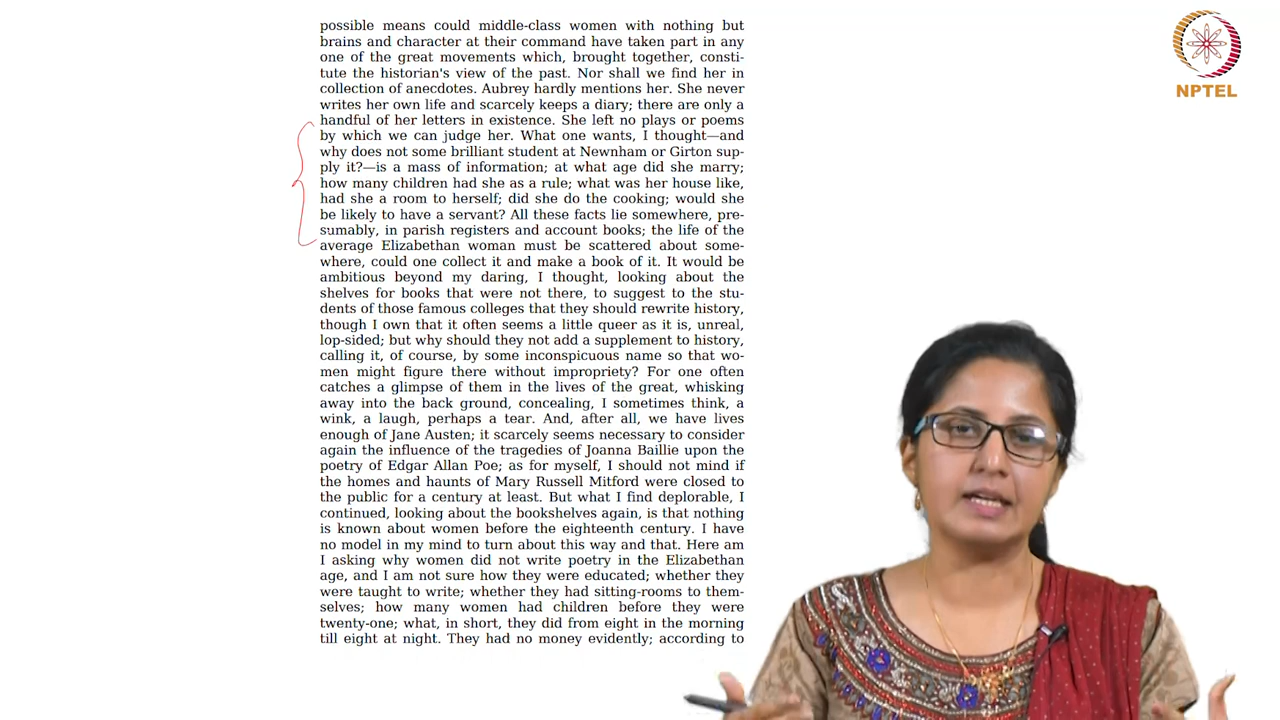 possible means could middle-class women with nothing but
brains and character at their command have taken part in any
one of the great movements which, brought together, consti-
tute the historian's view of the past. Nor shall we find her in
collection of anecdotes. Aubrey hardly mentions her. She never
writes her own life and scarcely keeps a diary; there are only a
handful of her letters in existence. She left no plays or poems
by which we can judge her. What one wants, I thought—and
why does not some brilliant student at Newnham or Girton sup-
ply it?—is a mass of information; at what age did she marry;
how many children had she as a rule; what was her house like,
had she a room to herself; did she do the cooking; would she
be likely to have a servant? All these facts lie somewhere, pre-
sumably, in parish registers and account books; the life of the
average Elizabethan woman must be scattered about some-
where, could one collect it and make a book of it. It would be
ambitious beyond my daring, I thought, looking about the
shelves for books that were not there, to suggest to the stu-
dents of those famous colleges that they should rewrite history,
though I own that it often seems a little queer as it is, unreal,
lop-sided; but why should they not add a supplement to history,
calling it, of course, by some inconspicuous name so that wo-
men might figure there without impropriety? For one often
catches a glimpse of them in the lives of the great, whisking
away into the back ground, concealing, I sometimes think, a
wink, a laugh, perhaps a tear. And, after all, we have lives
enough of Jane Austen; it scarcely seems necessary to consider
again the influence of the tragedies of Joanna Baillie upon the
poetry of Edgar Allan Poe; as for myself, I should not mind if
the homes and haunts of Mary Russell Mitford were closed to
the public for a century at least. But what I find deplorable, I
continued, looking about the bookshelves again, is that nothing
is known about women before the eighteenth century. I have
no model in my mind to turn about this way and that. Here am
I asking why women did not write poetry in the Elizabethan
age, and I am not sure how they were educated; whether they
were taught to write; whether they had sitting-rooms to them-
selves; how many women had children before they were
twenty-one; what, in short, they did from eight in the morning
till eight at night. They had no money evidently; according to
NPTEL